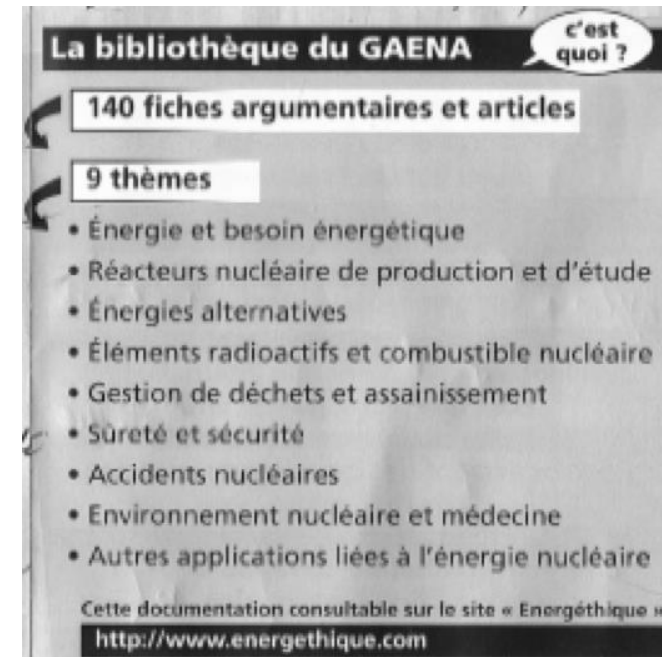 La bibliothèque du GAENA
c'est
quoi ?
140 fiches argumentaires et articles
9 thèmes
• Énergie et besoin énergétique
• Réacteurs nucléaire de production et d'étude
• Énergies alternatives
• Éléments radioactifs et combustible nucléaire
• Gestion de déchets et assainissement
• Sûreté et sécurité
• Accidents nucléaires
• Environnement nucléaire et médecine
• Autres applications liées à l'énergie nucléaire
Cette documentation consultable sur le site « Energéthique »
http://www.energethique.com